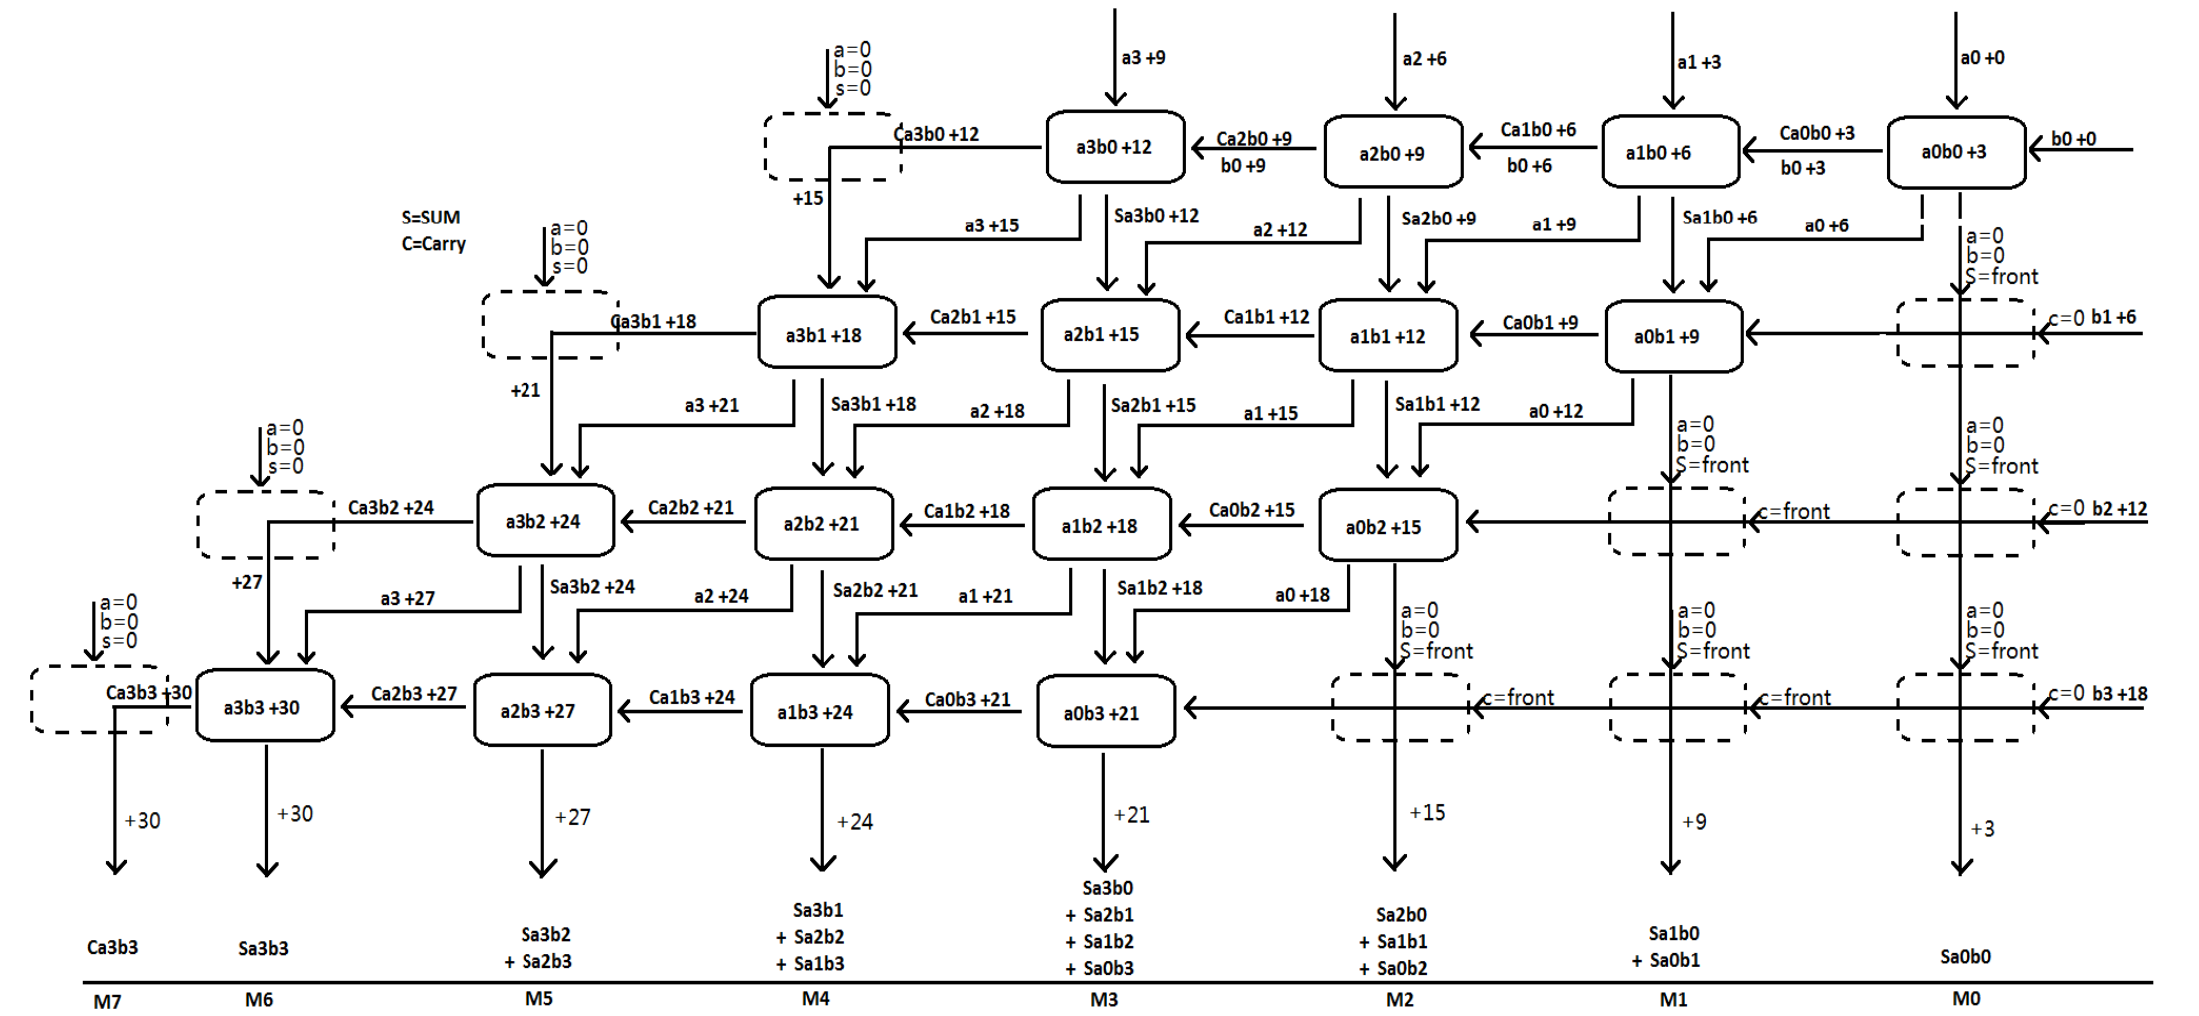 a3 +9
a2 +6
a1 +3
a0 +0
a=0
b=0
s=0
Ca3b0 +12
a3b0 +12
Ca2b0 +9
b0 +9
a2b0 +9
Ca1b0 +6
b0 +6
a1b0 +6
Ca0b0 +3
b0 +3
a0b0 +3
b0 +0
+15
S=SUM
C=Carry
a3 +15
Sa3b0 +12
a2 +12
Sa2b0 +9
a1 +9
Sa1b0 +6
a0 +6
a=0
b=0
S=front
a=0
b=0
s=0
Ca3b1 +18
a3b1 +18
Ca2b1 +15
a2b1 +15
Ca1b1 +12
a1b1 +12
Ca0b1 +9
a0b1 +9
c=0 b1 +6
+21
a3 +21
Sa3b1 +18
a2 +18
Sa2b1 +15
a1 +15
Sa1b1 +12
a0 +12
a=0
b=0
S=front
a=0
b=0
S=front
a=0
b=0
s=0
Ca3b2 +24
a3b2 +24
Ca2b2 +21
a2b2 +21
Ca1b2 +18
a1b2 +18
Ca0b2 +15
a0b2 +15
c=front
c=0 b2 +12
+27
a3 +27
Sa3b2 +24
a2 +24
Sa2b2 +21
a1 +21
Sa1b2 +18
a0 +18
a=0
b=0
S=front
a=0
b=0
S=front
a=0
b=0
S=front
a=0
b=0
s=0
Ca3b3 +30
a3b3 +30
Ca2b3 +27
a2b3 +27
Ca1b3 +24
a1b3 +24
Ca0b3 +21
a0b3 +21
c=front
c=front
c=0 b3 +18
+30
+30
+27
+24
+21
+15
+9
+3
Ca3b3
Sa3b3
Sa3b2
+ Sa2b3
Sa3b1
+ Sa2b2
+ Sa1b3
Sa3b0
+ Sa2b1
+ Sa1b2
+ Sa0b3
Sa2b0
+ Sa1b1
+ Sa0b2
Sa1b0
+ Sa0b1
Sa0b0
M7
M6
M5
M4
M3
M2
M1
M0